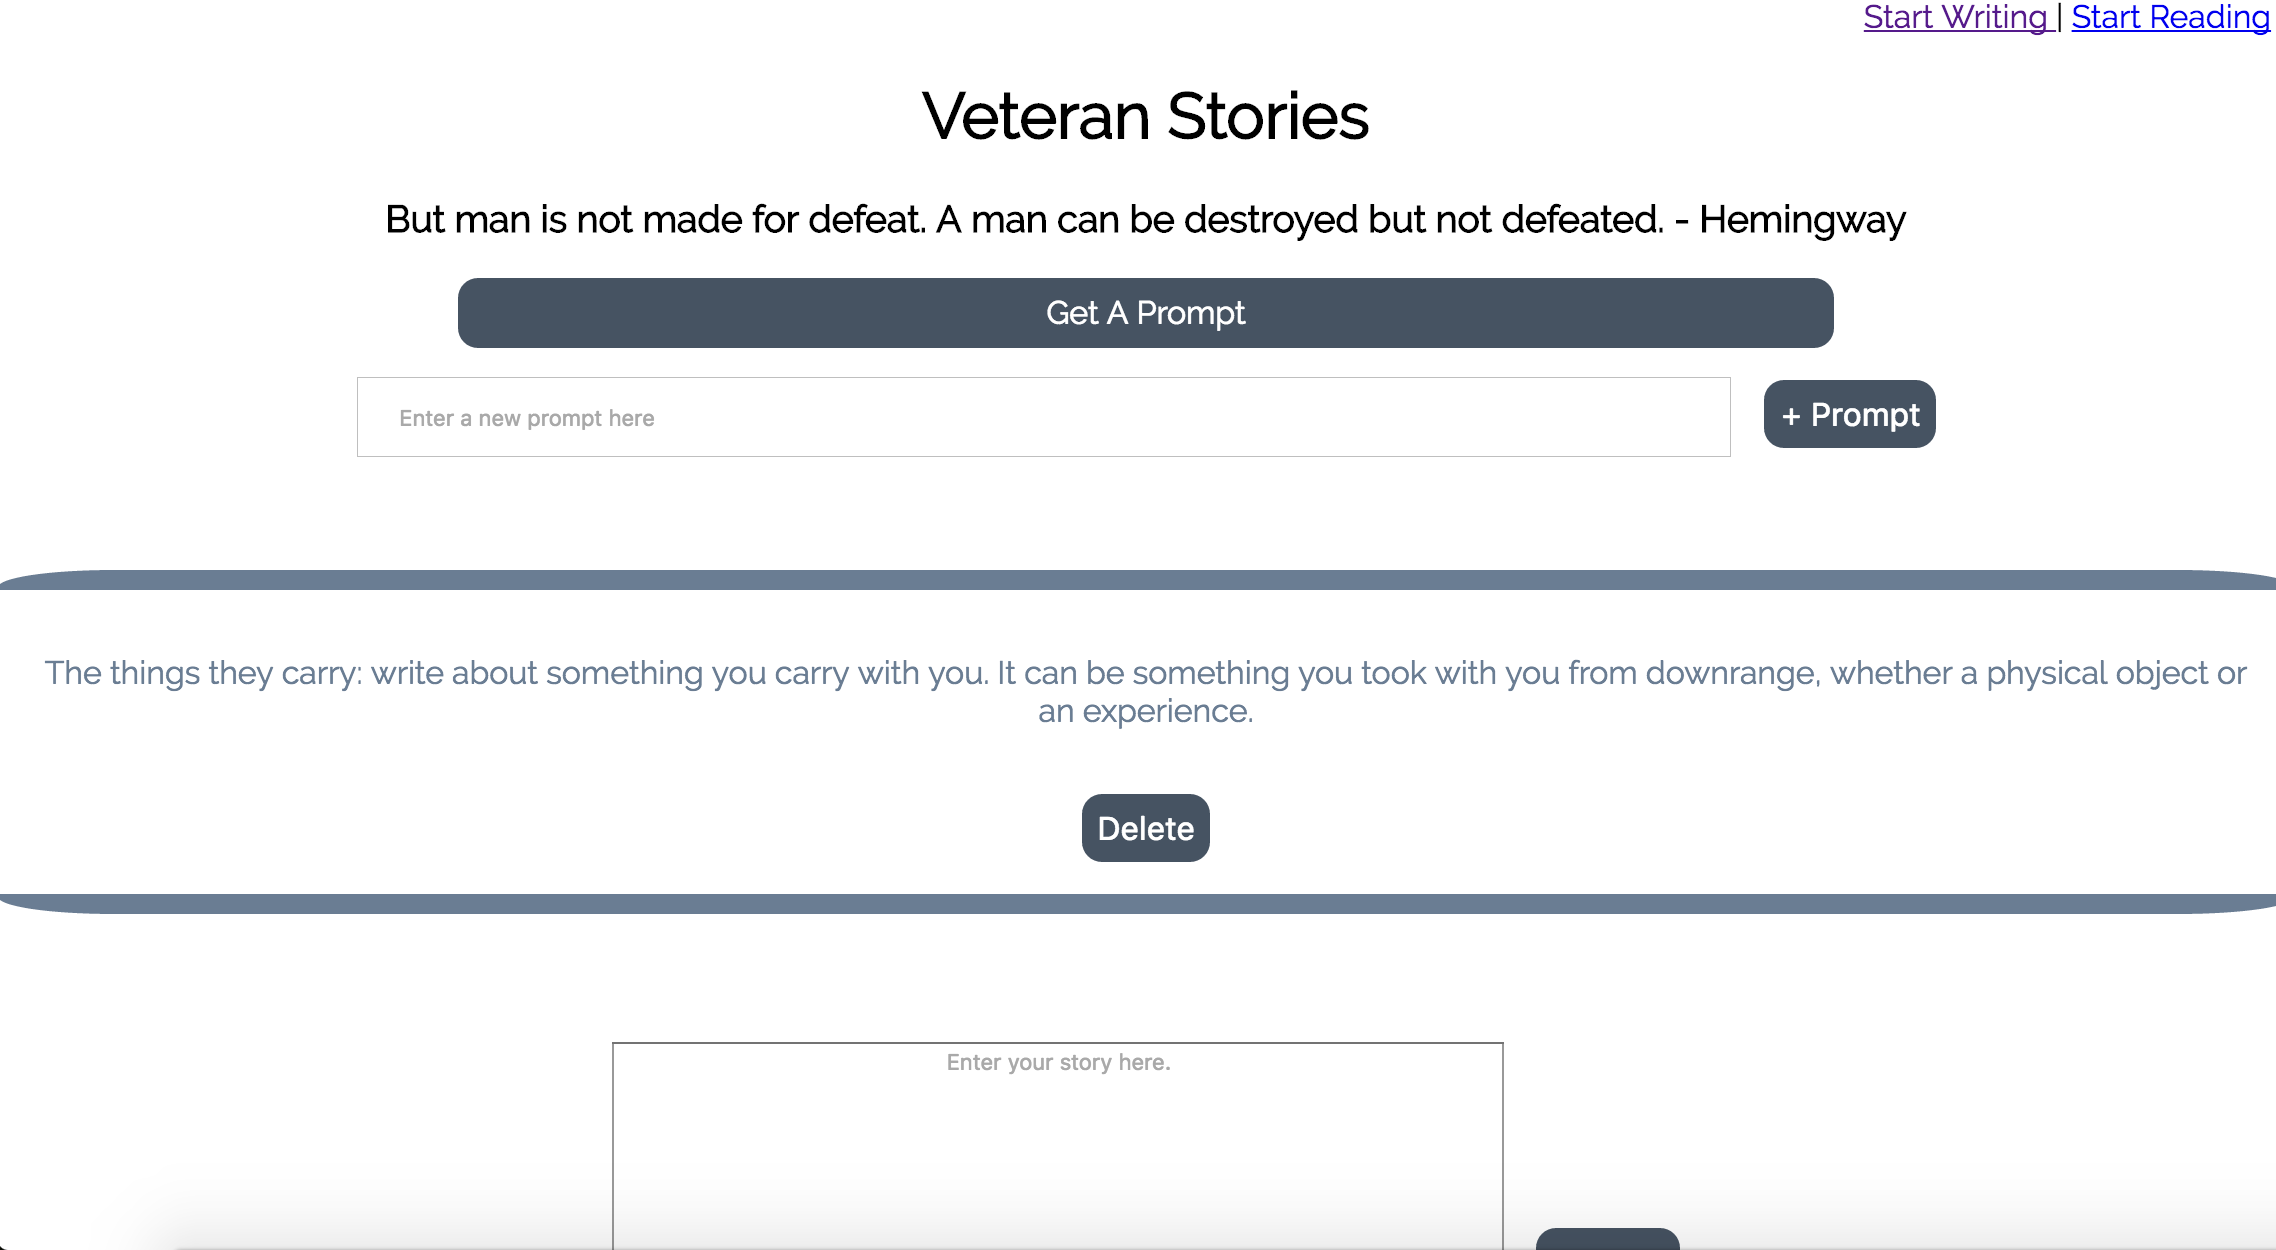 Start Writing | Start Reading
Veteran Stories
But man is not made for defeat. A man can be destroyed but not defeated. - Hemingway
Get A Prompt
Enter a new prompt here
+ Prompt
The things they carry: write about something you carry with you. It can be something you took with you from downrange, whether a physical object or
an experience.
Delete
Enter your story here.